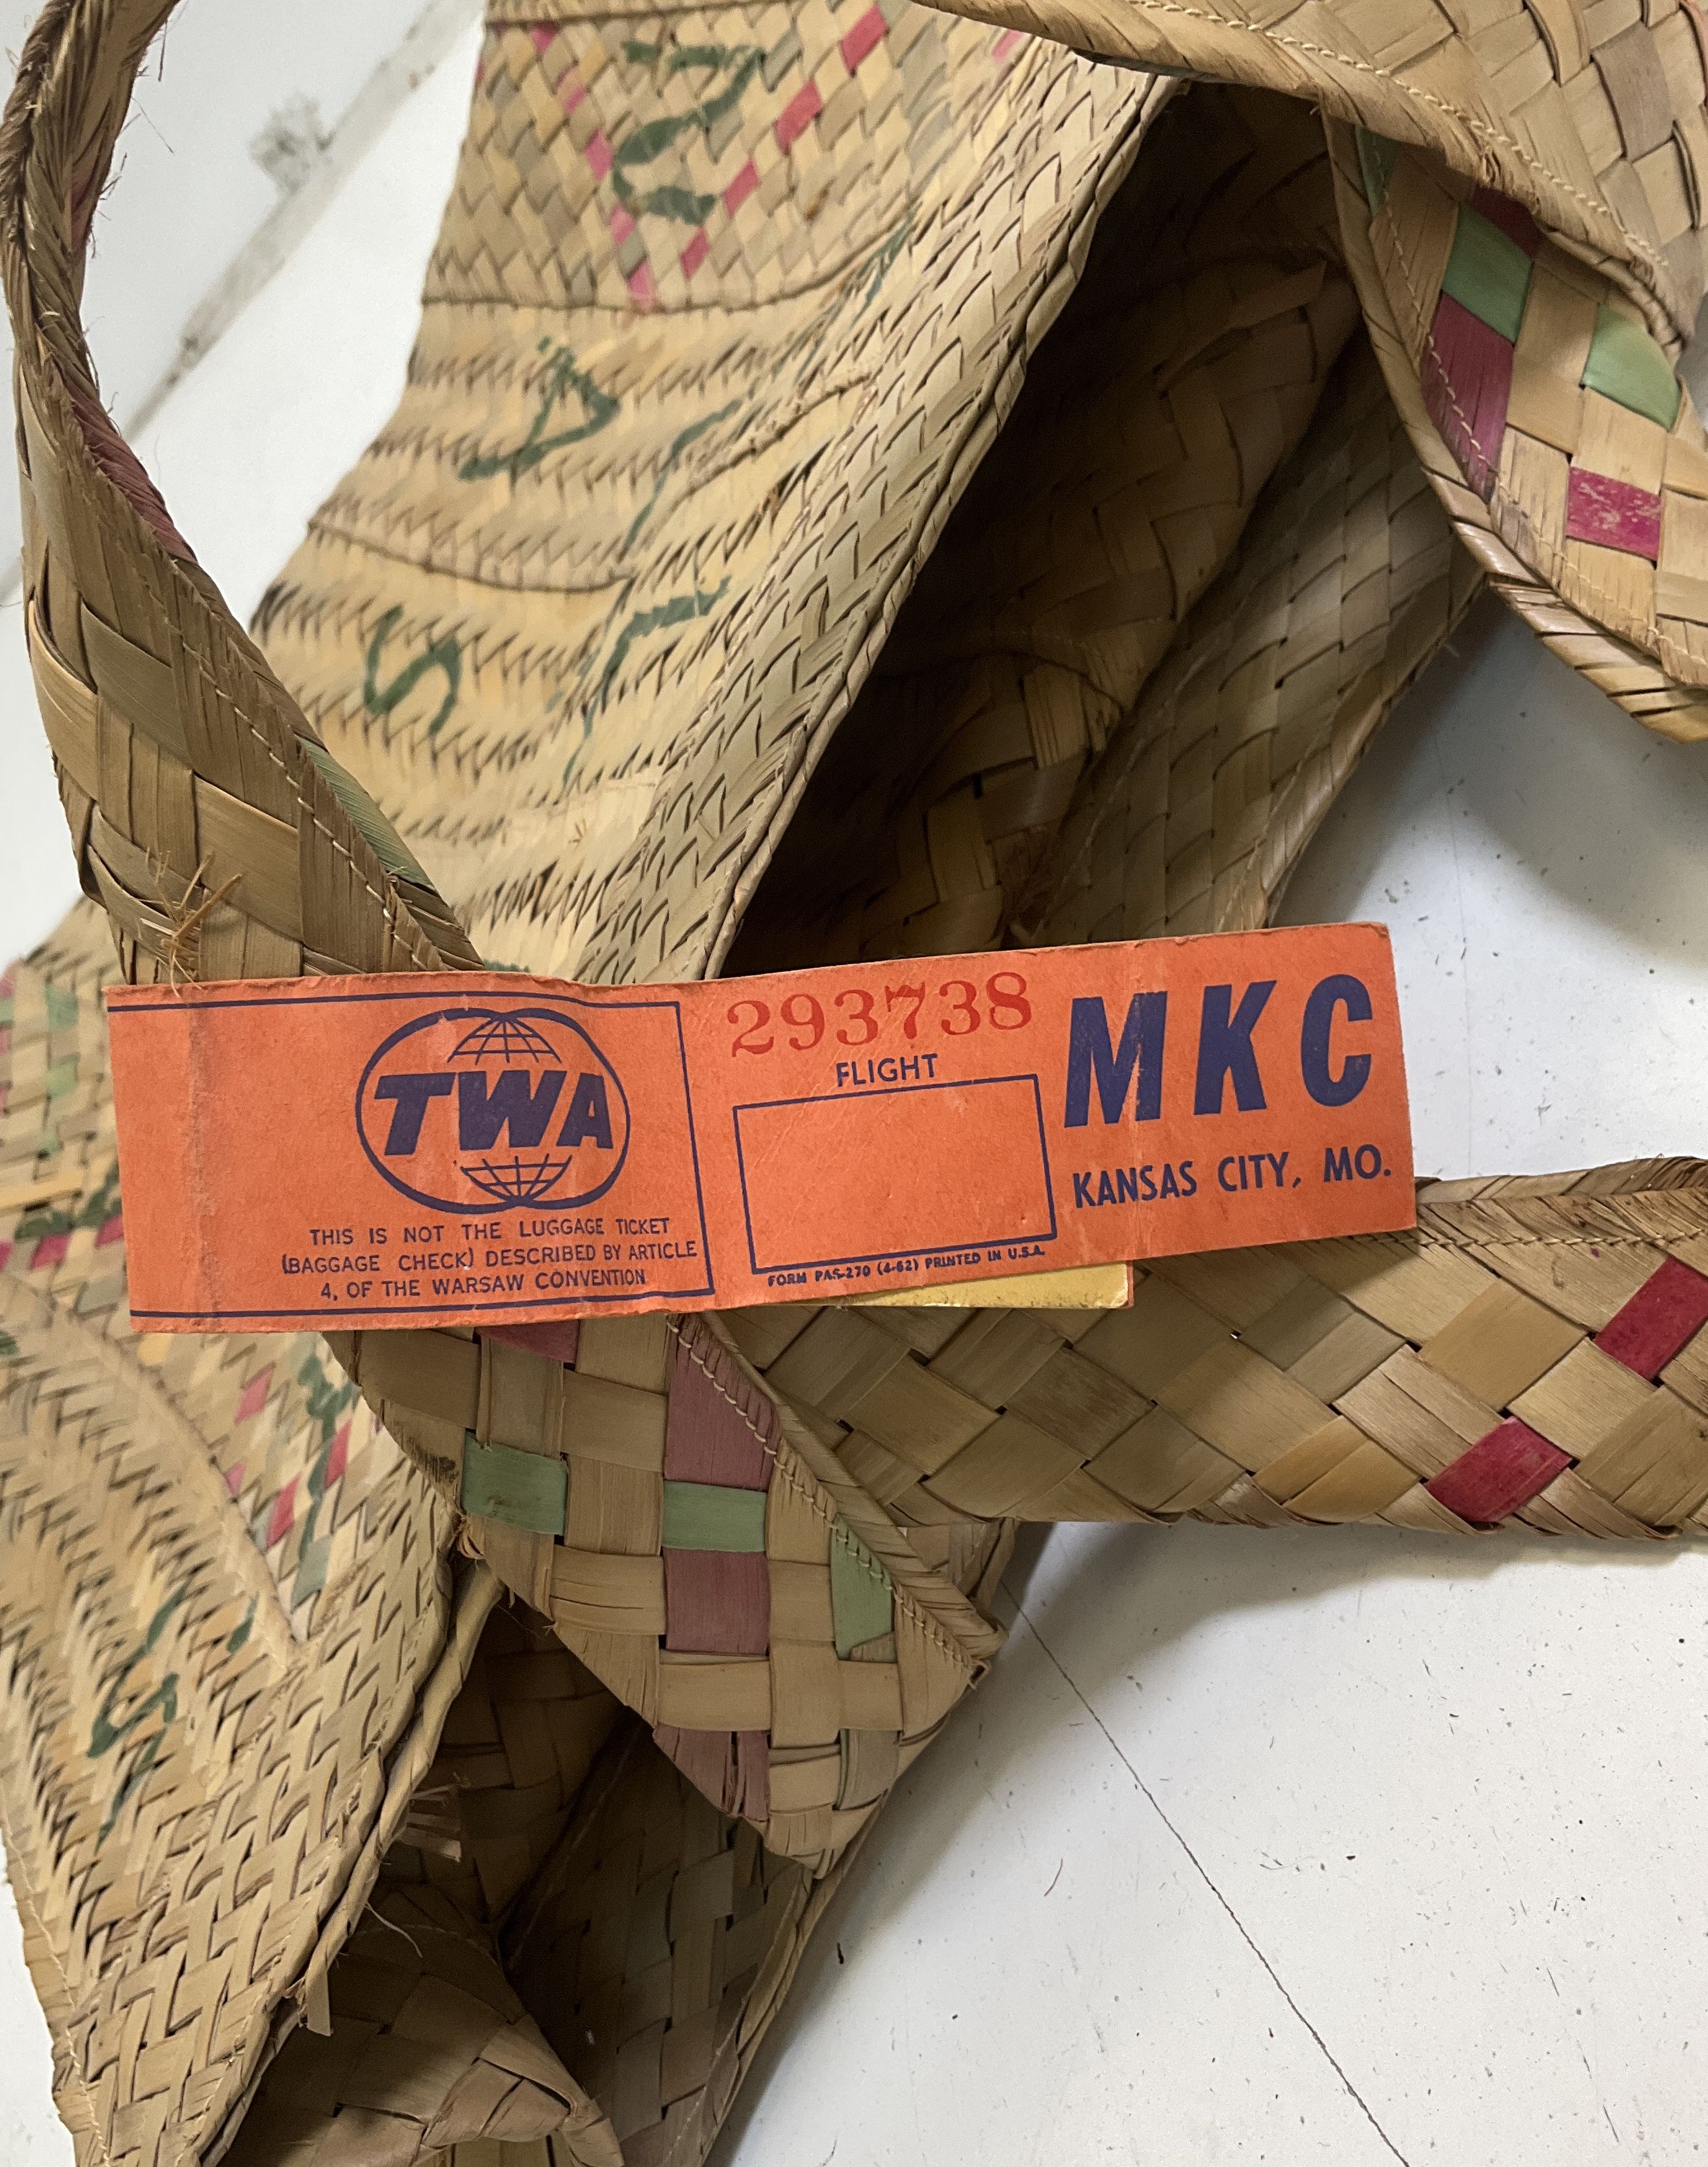 TWA
THIS IS NOT THE LUGGAGE TICKET
(BAGGAGE CHECK) DESCRIBED BY ARTICLE
4, OF THE WARSAW CONVENTION
293738
FLIGHT
FORM PAS-270 (4-62) PRINTED IN U.S.A.
MKC
KANSAS CITY, MO.